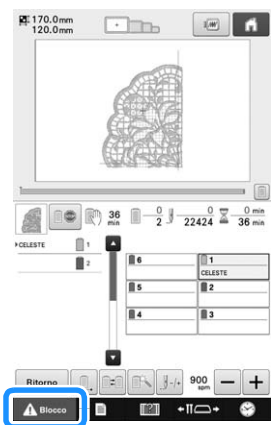 170.0mm
120.0mm
36
min
0
2
0
22424
0 min
36 min
CELESTE
1
2
6
1
CELESTE
5
2
4
3
Ritorno
900
spm
Blocco